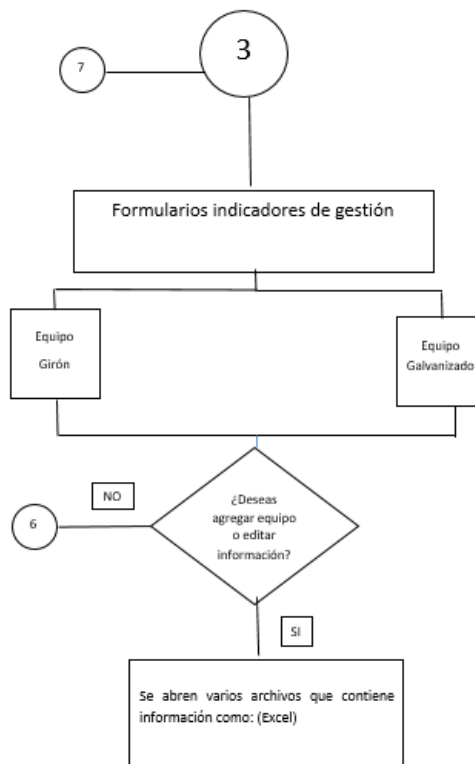 3
7
Formularios indicadores de gestión
Equipo
Girón
Equipo
Galvanizado
¿Deseas
agregar equipo
o editar
información?
NO
6
SI
Se abren varios archivos que contiene
información como: (Excel)